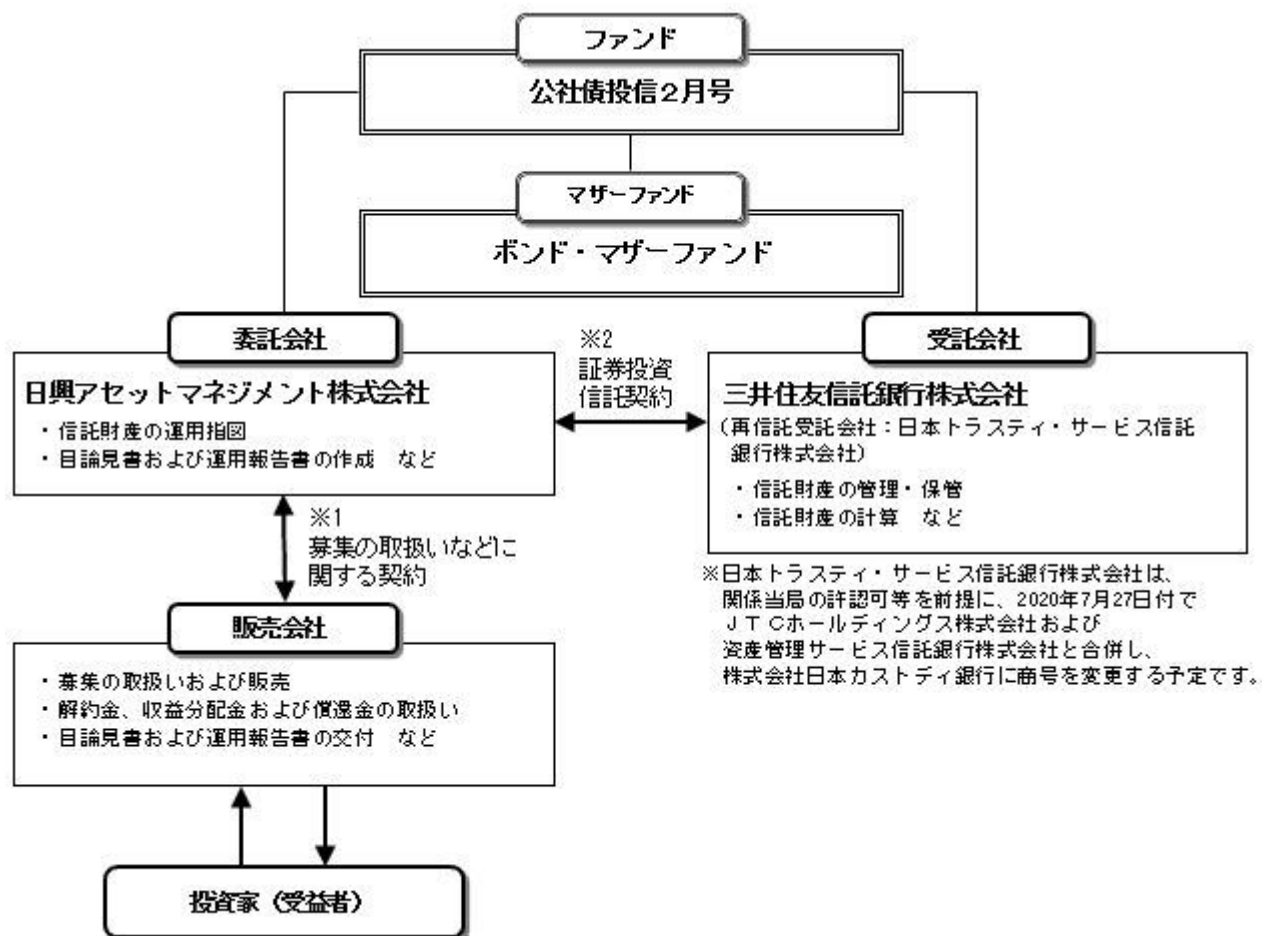 ファンド
公社債投信2月号
マザーファンド
ボンド・マザーファンド
委託会社
日興アセットマネジメント株式会社
・信託財産の運用指図
・目論見書および運用報告書の作成　など
※2
証券投資
信託契約
受託会社
三井住友信託銀行株式会社
（再信託受託会社：日本トラスティ・サービス信託
銀行株式会社）
・信託財産の管理・保管
・信託財産の計算　など
※1
募集の取扱いなどに
関する契約
※日本トラスティ・サービス信託銀行株式会社は、
関係当局の許認可等を前提に、2020年7月27日付で
ＪＴＣホールディングス株式会社および
資産管理サービス信託銀行株式会社と合併し、
株式会社日本カストディ銀行に商号を変更する予定です。
販売会社
・募集の取扱いおよび販売
・解約金、収益分配金および償還金の取扱い
・目論見書および運用報告書の交付　など
投資家（受益者）